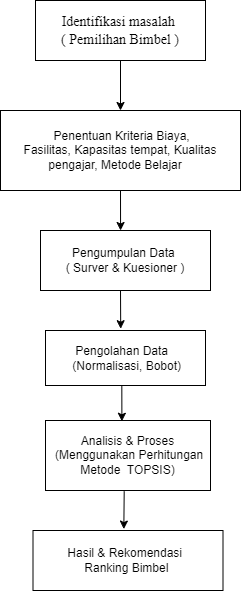 Identifikasi masalah
( Pemilihan Bimbel )
Penentuan Kriteria Biaya,
Fasilitas, Kapasitas tempat, Kualitas
pengajar, Metode Belajar
Pengumpulan Data
( Surver & Kuesioner )
Pengolahan Data
(Normalisasi, Bobot)
Analisis & Proses
(Menggunakan Perhitungan
Metode TOPSIS)
Hasil & Rekomendasi
Ranking Bimbel